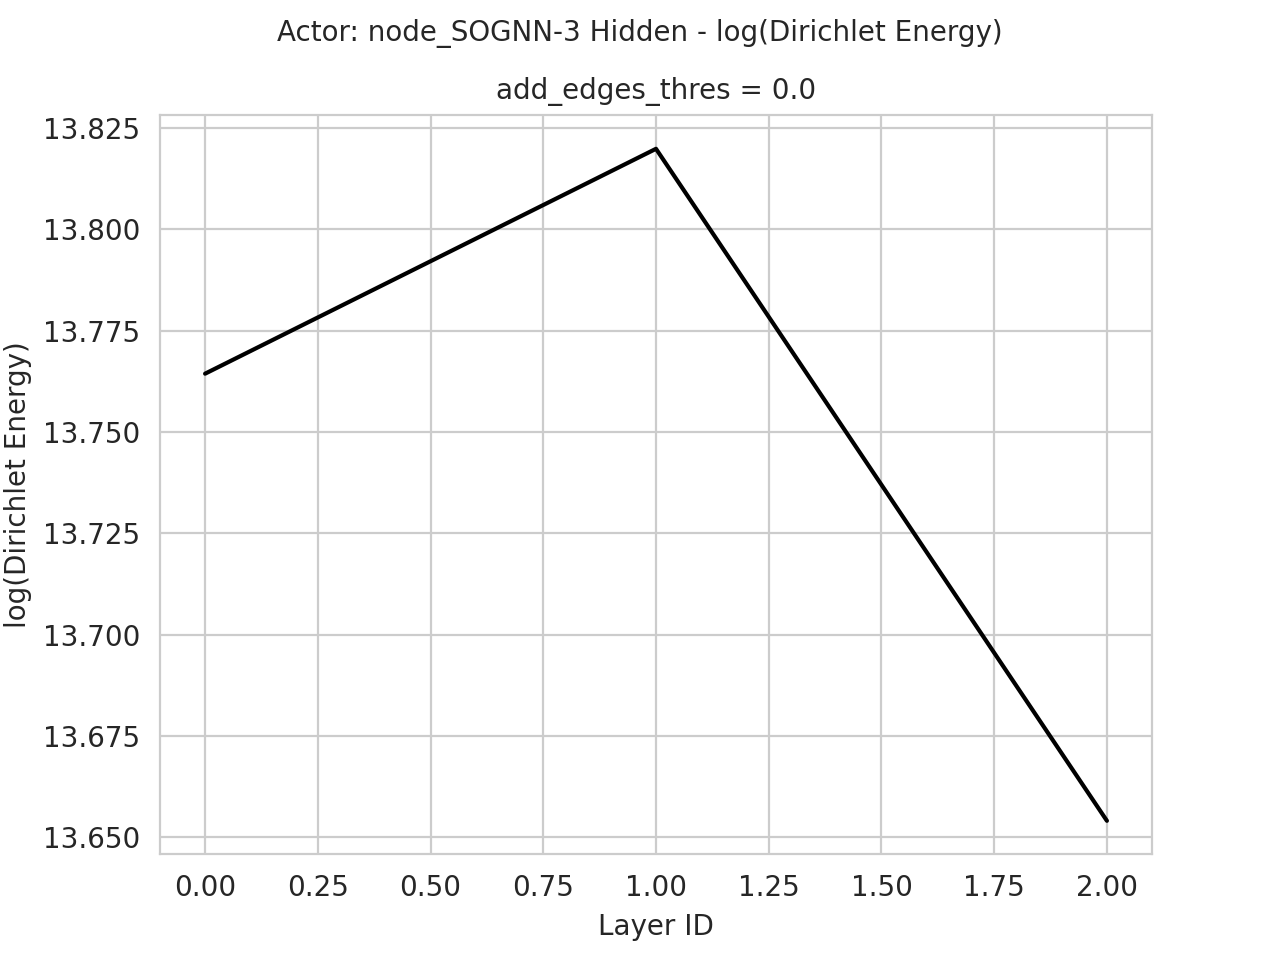 Actor: node_SOGNN-3 Hidden - log(Dirichlet Energy)
add_edges_thres = 0.0
13.825
13.800
13.775
13.750
13.725
13.700
13.675
13.650
log(Dirichlet Energy)
0.00 0.25 0.50 0.75 1.00 1.25 1.50 1.75 2.00
Layer ID